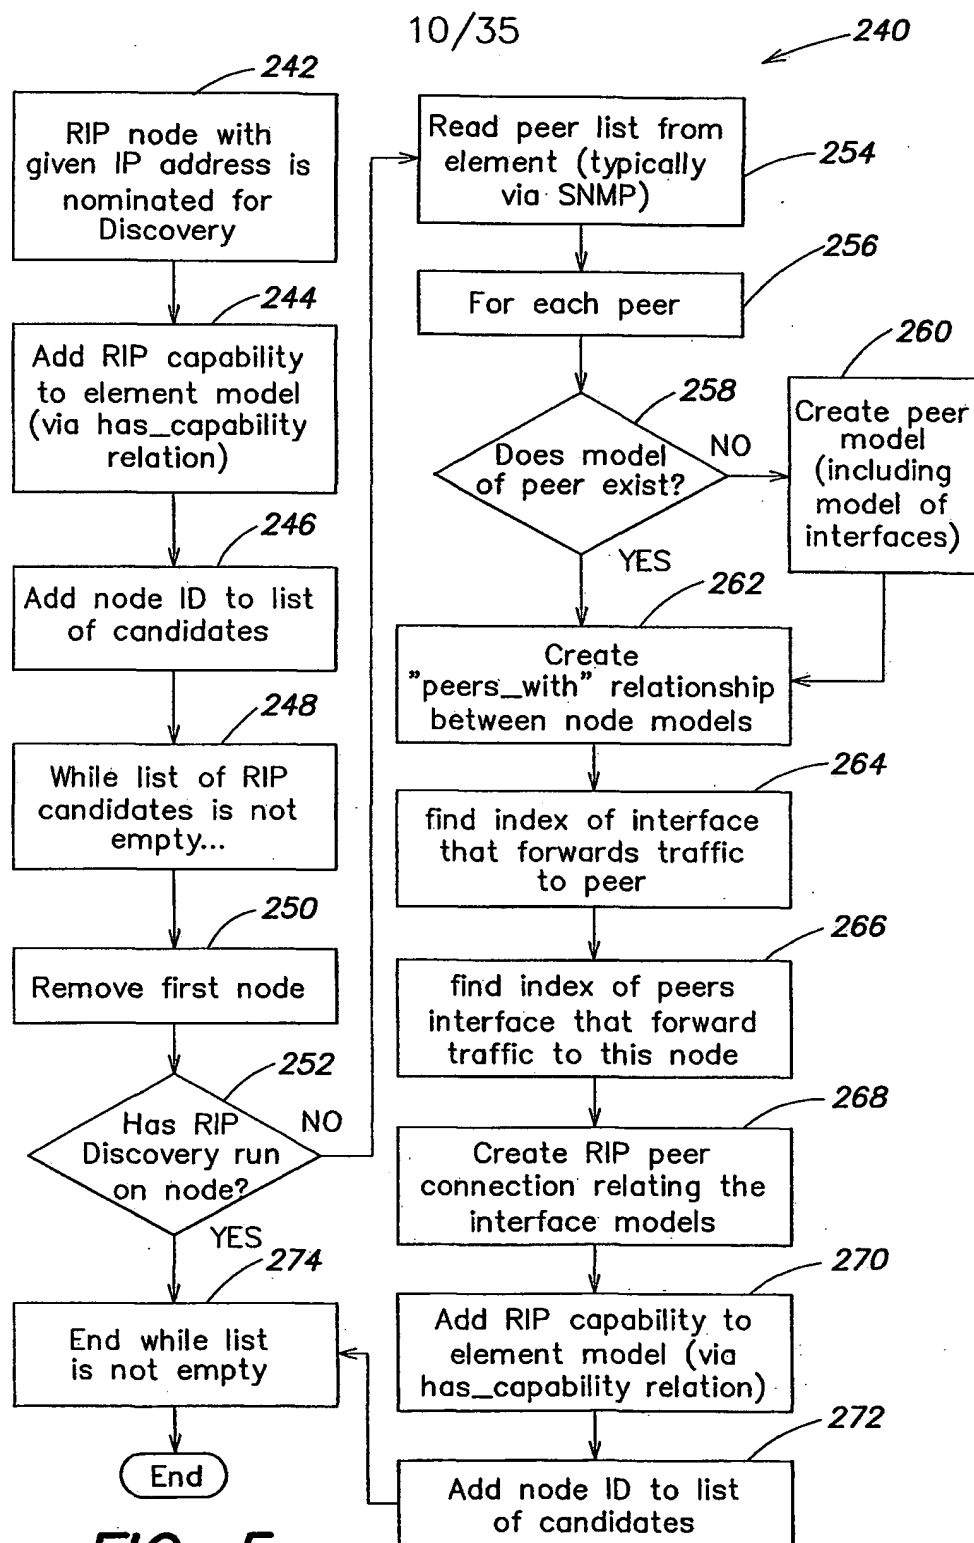 10/35
240
242
RIP node with
given IP address is
nominated for
Discovery
244
Add RIP capability
to element model
(via has_capability
relation)
246
Add node ID to list
of candidates
248
While list of RIP
candidates is not
empty...
250
Remove first node
252
Has RIP
Discovery run
on node?
NO
YES
274
End while list
is not empty
End
Read peer list from
element (typically
via SNMP)
254
256
For each peer
258
Does model
of peer exist?
NO
YES
260
Create peer
model
(including
model of
interfaces)
262
Create
"peers_with" relationship
between node models
264
find index of interface
that forwards traffic
to peer
266
find index of peers
interface that forward
traffic to this node
268
Create RIP peer
connection relating the
interface models
270
Add RIP capability to
element model (via
has_capability relation)
272
Add node ID to list
of candidates